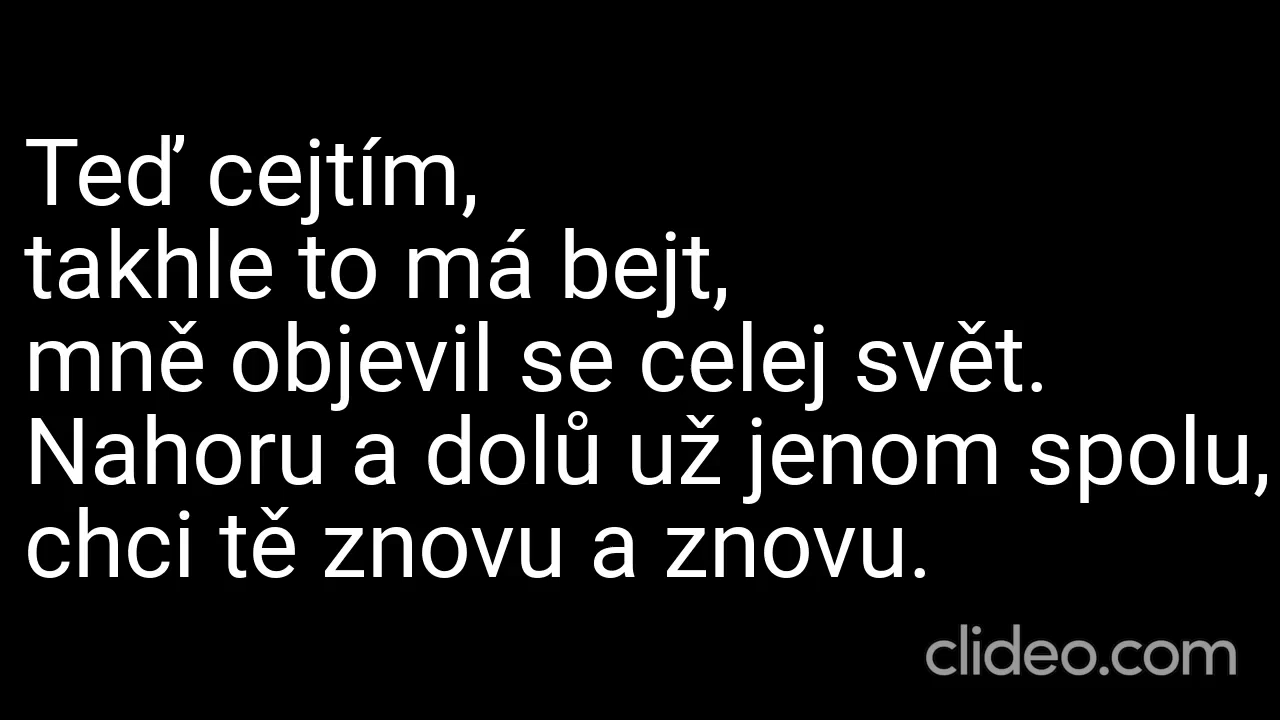 Teď cejtím,
takhle to má bejt,
mně objevil se celej svět.
Nahoru a dolů už jenom spolu,
chci tě znovu a znovu.
clideo.com